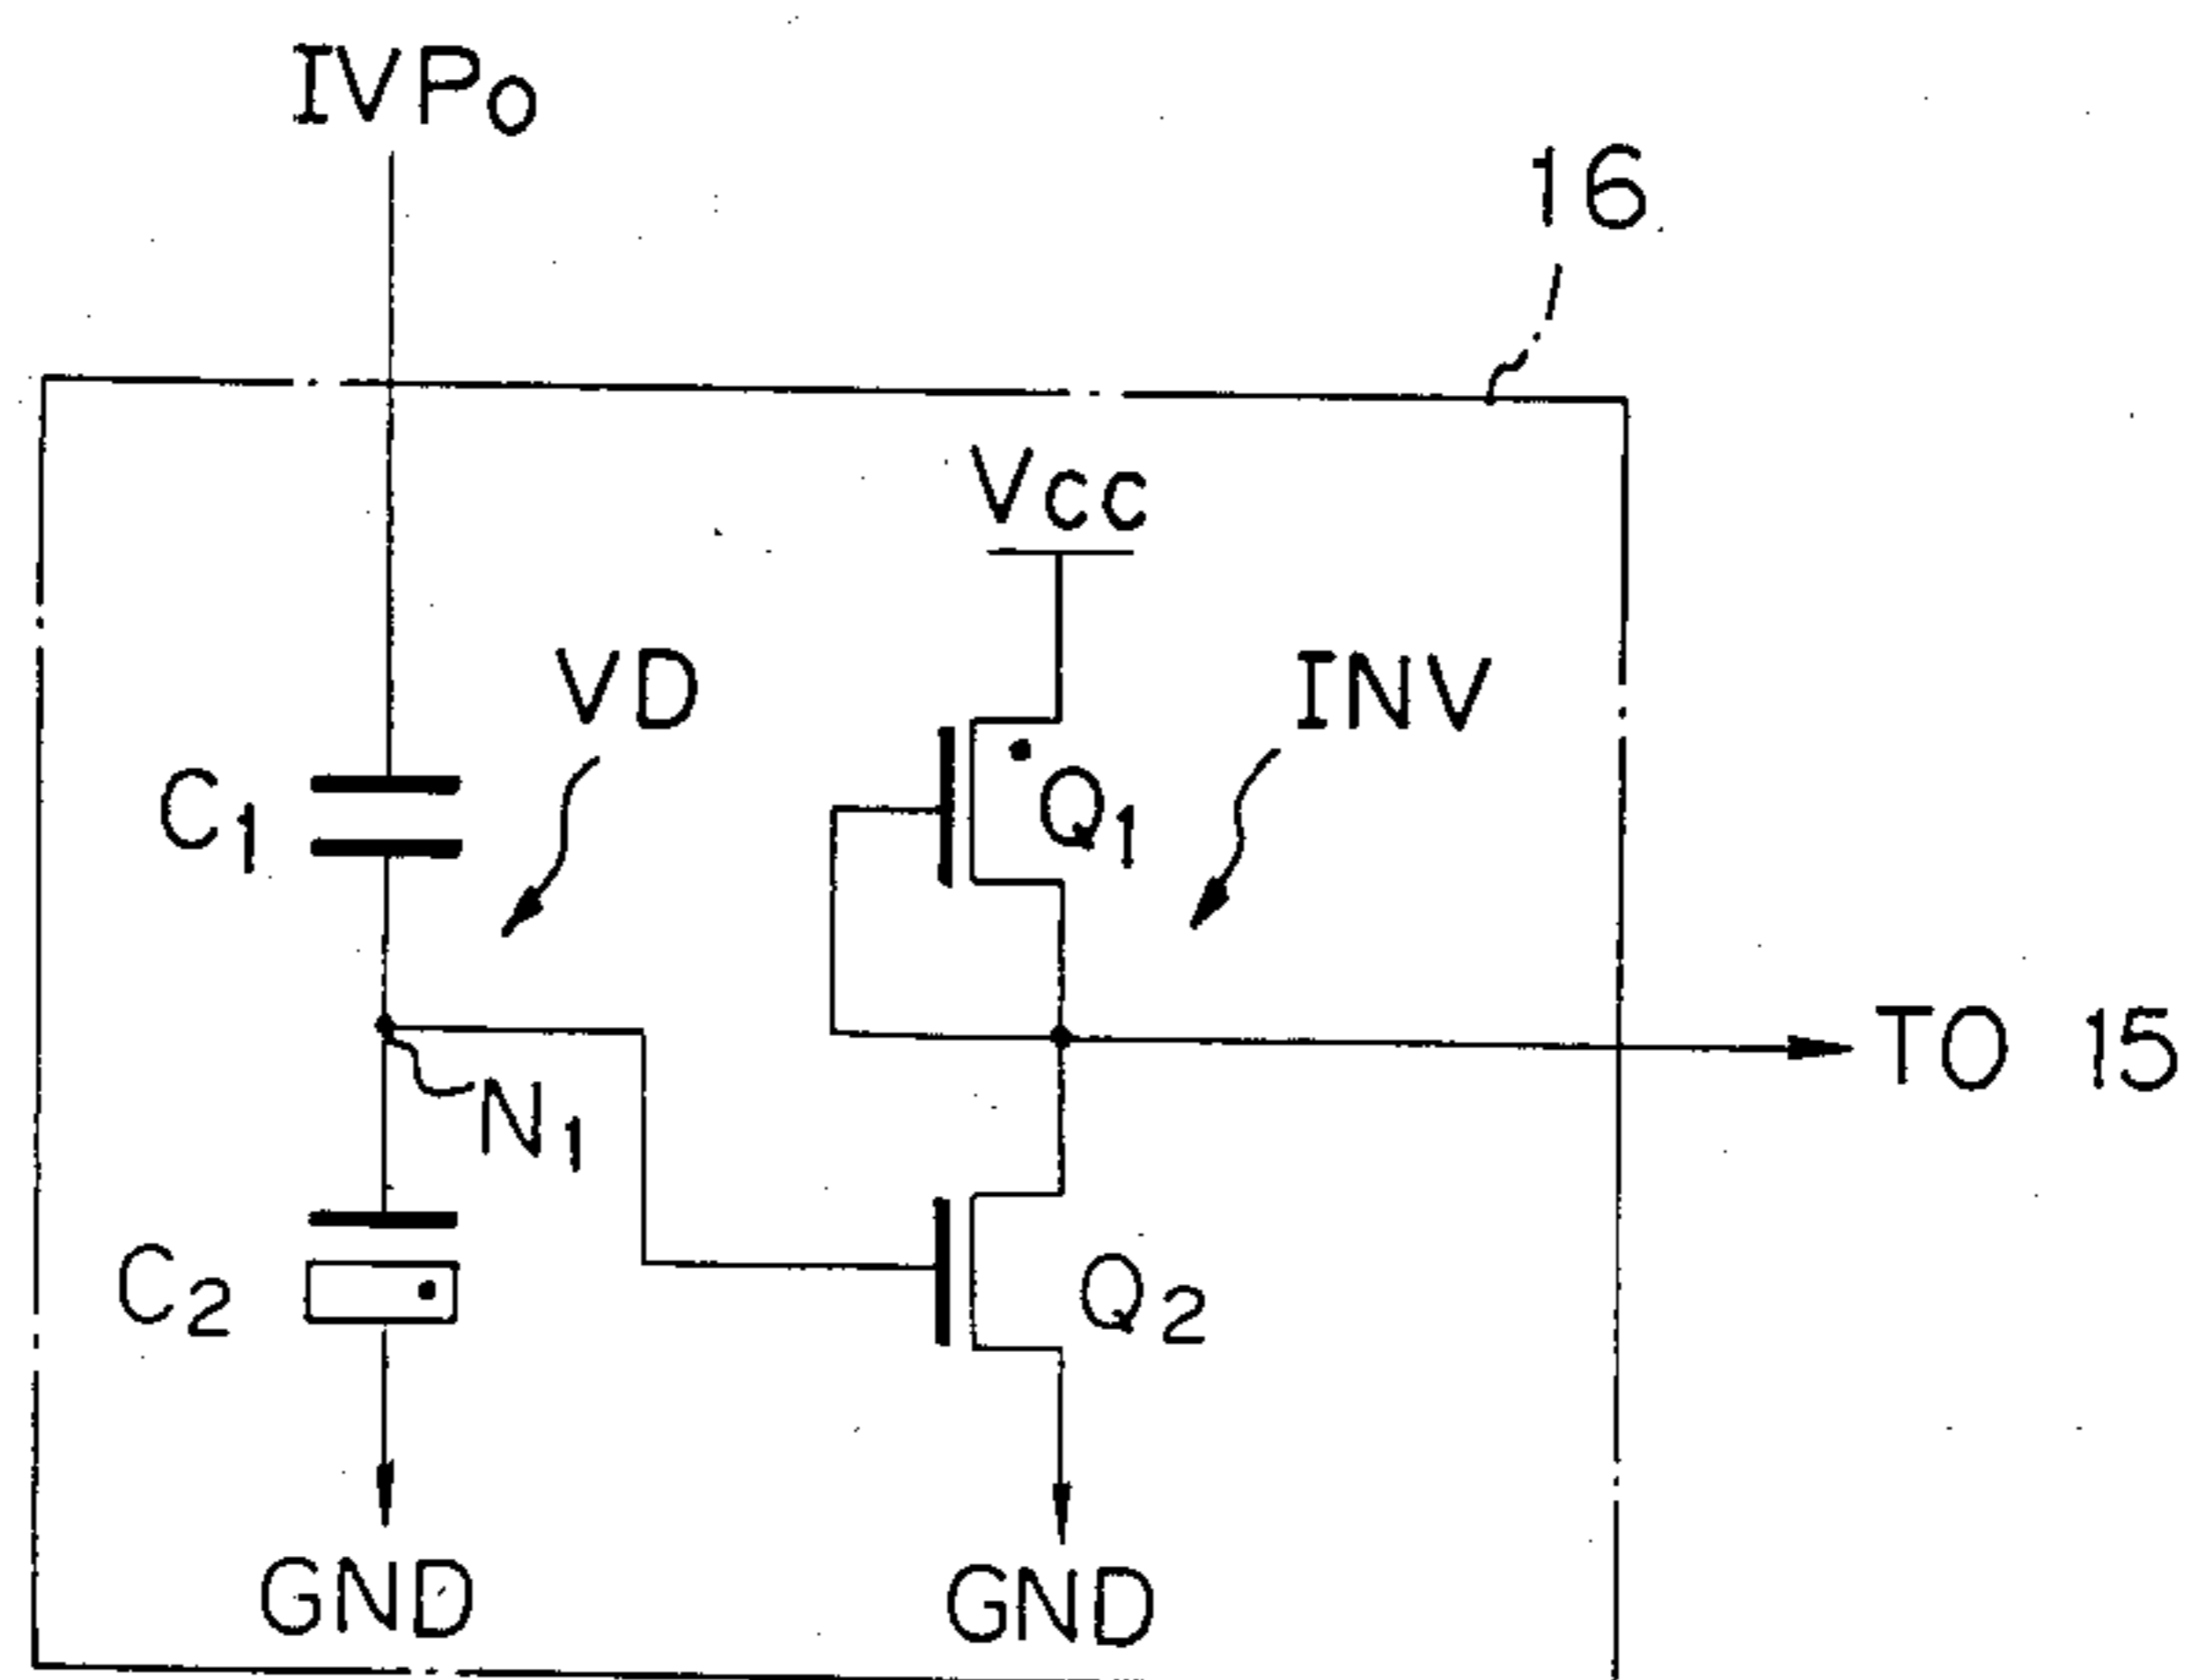 IVPo
16
Vcc
VD
INV
C1
Q1
TO 15
N1
C2
Q2
GND
GND